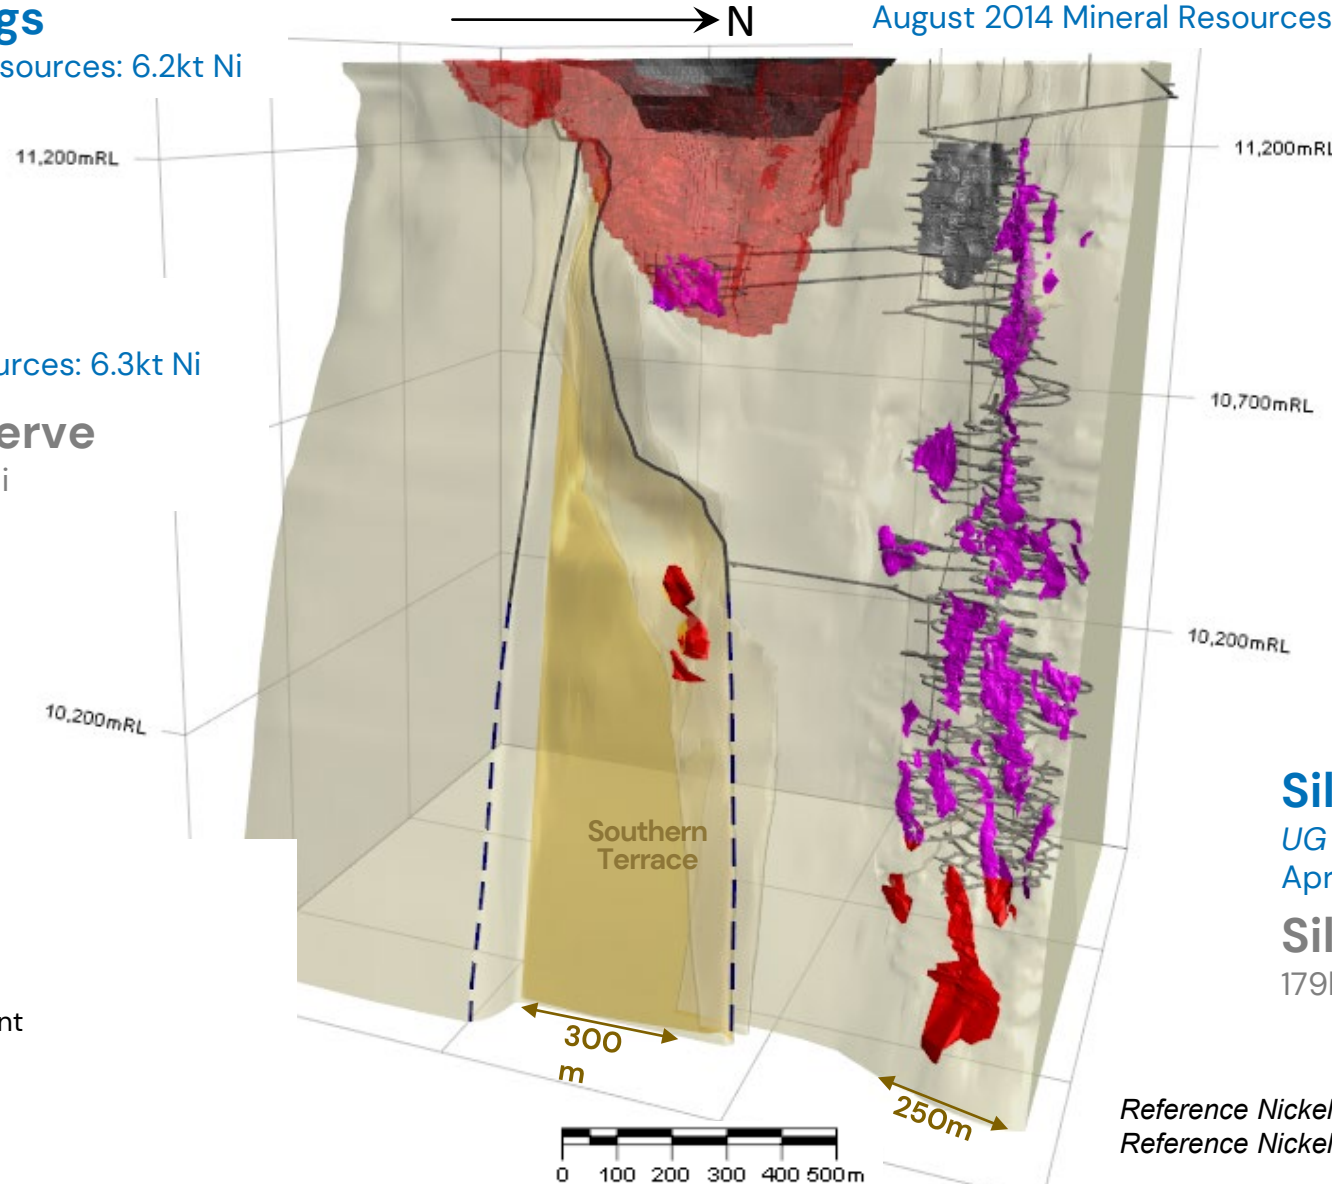 gs
sources: 6.2kt Ni
N
August 2014 Mineral Resources
11,200mRL
11,200mRL
urces: 6.3kt Ni
erve
i
10,700mRL
10,200mRL
10,200mRL
Southern
Terrace
Sil
UG
Apr
Sil
179
nt
300
m
250m
Reference Nickel
Reference Nickel
0 100 200 300 400 500m